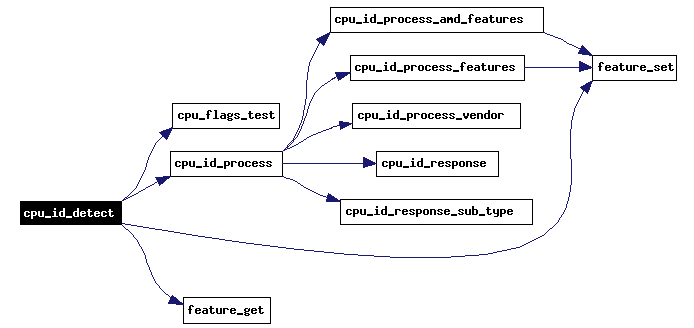 cpu_id_process_amd_features
cpu_id_process_features
feature_set
cpu_flags_test
cpu_id_process_vendor
cpu_id_process
cpu_id_response
cpu_id_detect
cpu_id_response_sub_type
feature_get